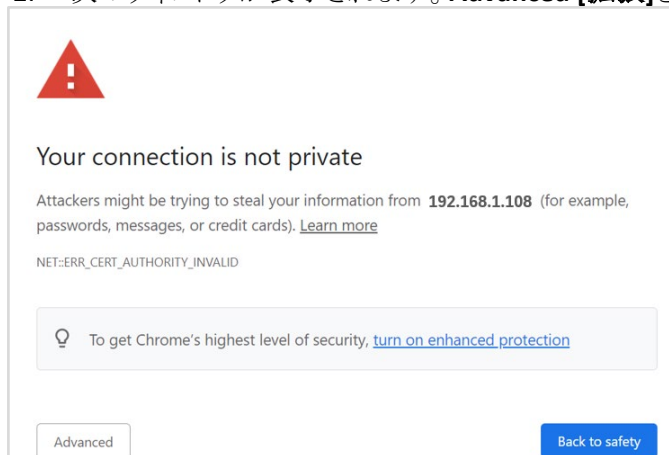 Advanced
Your connection is not private
Attackers might be trying to steal your information from 192.168.1.108 (for example,
passwords, messages, or credit cards). Learn more
NET::ERR_CERT_AUTHORITY_INVALID
To get Chrome's highest level of security, turn on enhanced protection
Advanced
Back to safety